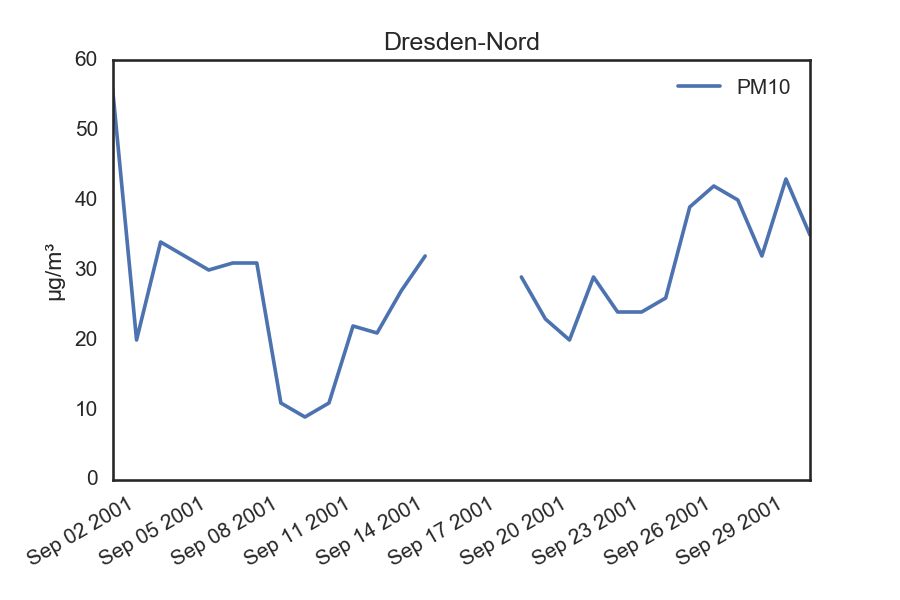 Dresden-Nord
60
50
40
30
20
10
0
µg/m³
PM10
Sep 02 2001
Sep 05 2001
Sep 08 2001
Sep 11 2001
Sep 14 2001
Sep 17 2001
Sep 20 2001
Sep 23 2001
Sep 26 2001
Sep 29 2001